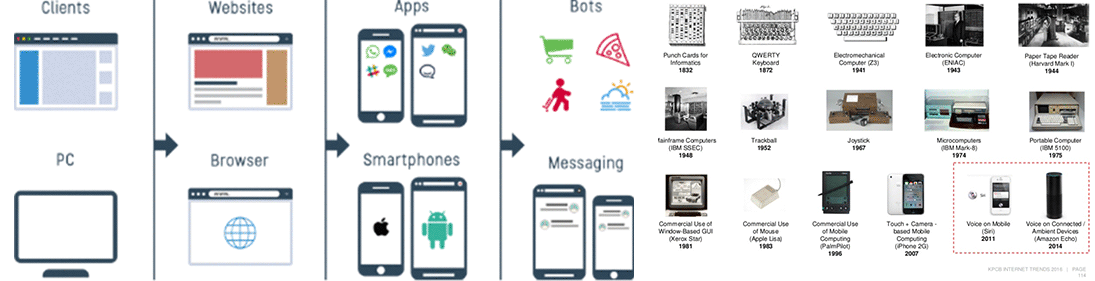 Clients
Websites
Apps
Bots
www.
PC
Browser
Smartphones
Messaging
www.
Punch Cards for
Informatics
1832
QWERTY
Keyboard
1872
Electromechanical
Computer (Z3)
1941
Electronic Computer
(ENIAC)
1943
Paper Tape Reader
(Harvard Mark I)
1944
ainframe Computers
(IBM SSEC)
1948
Trackball
1952
Joystick
1967
Microcomputers
(IBM Mark-8)
1974
Portable Computer
(IBM 5100)
1975
Commercial Use of
Window-Based GUI
(Xerox Star)
1981
Commercial Use
of Mouse
(Apple Lisa)
1983
Commercial Use
of Mobile
Computing
(PalmPilot)
1996
Touch + Camera -
based Mobile
Computing
(iPhone 2G)
2007
Siri
Voice on Mobile
(Siri)
2011
Voice on Connected /
Ambient Devices
(Amazon Echo)
2014
KPCB INTERNET TRENDS 2016 | PAGE
114